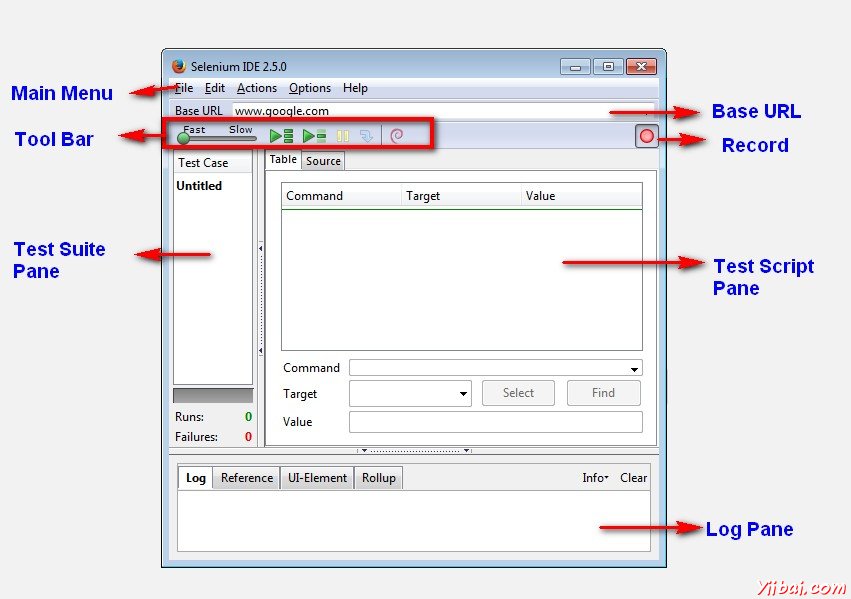 Selenium IDE 2.5.0
Main Menu
File Edit Actions Options Help
Base URL www.google.com
Base URL
Tool Bar
Fast Slow
Record
Test Case
Table Source
Untitled
Command Target Value
Test Suite
Pane
Test Script
Pane
Command
Target Select Find
Value
Runs: 0
Failures: 0
Log Reference UI-Element Rollup Info Clear
Log Pane
Yiibai.com